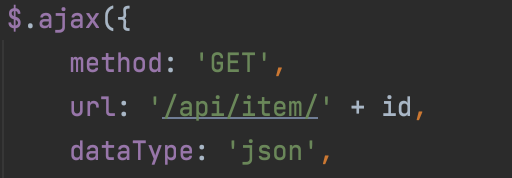 $.ajax({
method: 'GET',
url: '/api/item/' + id,
dataType: 'json',